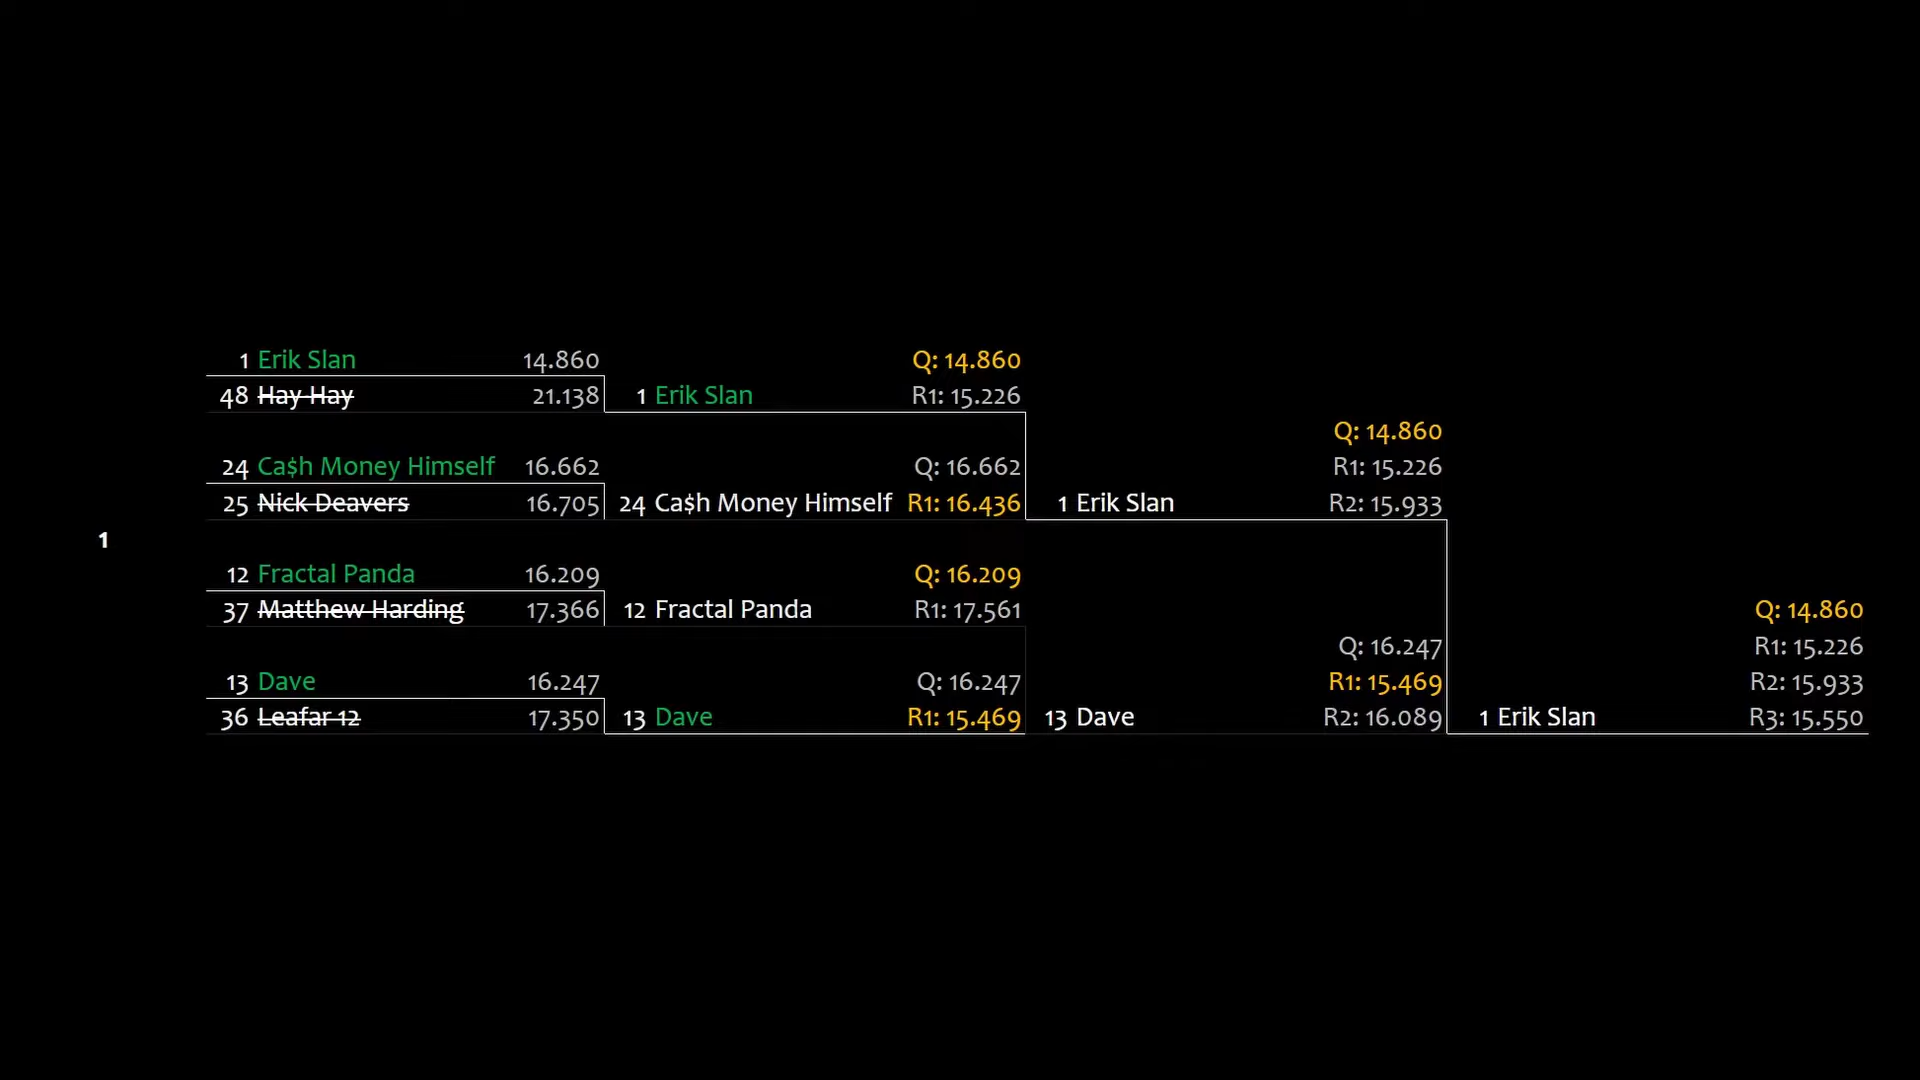 1 Erik Slan 14.860 Q: 14.860
48 Hay Hay 21.138 1 Erik Slan R1: 15.226
Q: 14.860
24 Ca$h Money Himself 16.662 Q: 16.662 R1: 15.226
25 Nick Deavers 16.705 24 Ca$h Money Himself R1: 16.436 1 Erik Slan R2: 15.933
1
12 Fractal Panda 16.209 Q: 16.209
37 Matthew Harding 17.366 12 Fractal Panda R1: 17.561 Q: 14.860
Q: 16.247 R1: 15.226
13 Dave 16.247 Q: 16.247 R1: 15.469 R2: 15.933
36 Leafar 12 17.350 13 Dave R1: 15.469 13 Dave R2: 16.089 1 Erik Slan R3: 15.550